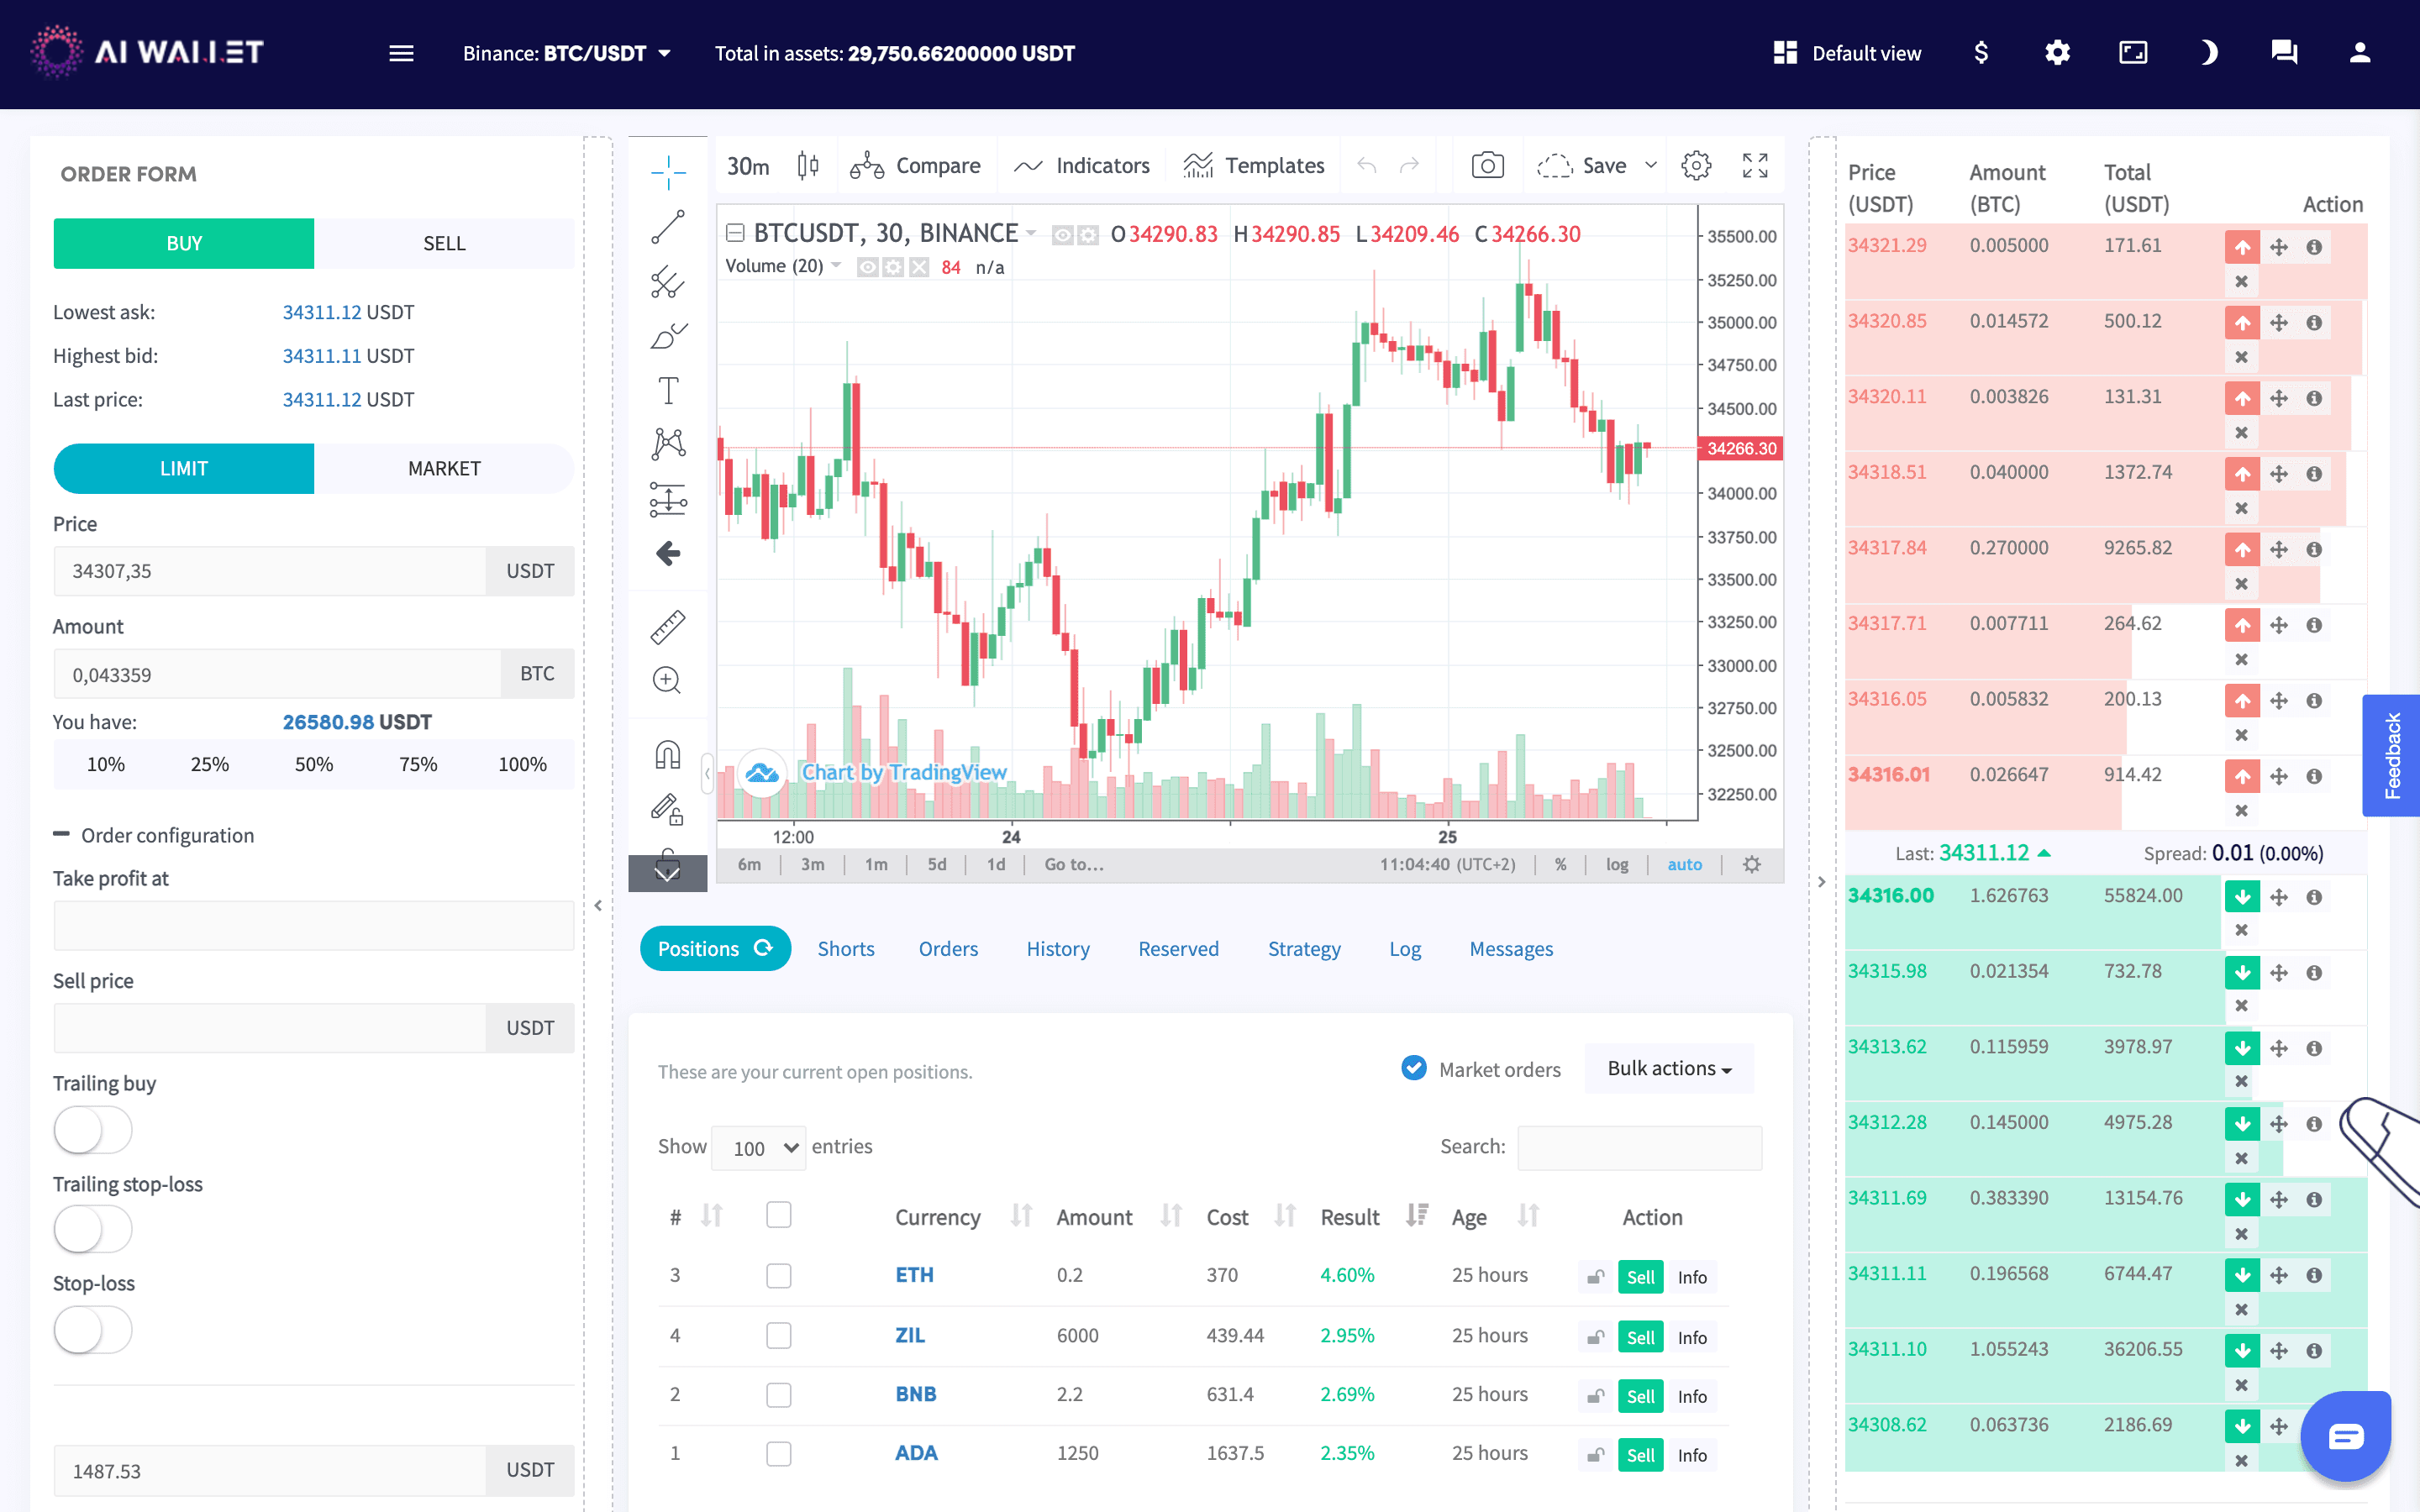 AI WALLET
Binance: BTC/USDT
Total in assets: 29,750.66200000 USDT
Default view
ORDER FORM
BUY
SELL
Lowest ask: 34311.12 USDT
Highest bid: 34311.11 USDT
Last price: 34311.12 USDT
LIMIT
MARKET
Price
34307,35 USDT
Amount
0,043359 BTC
You have: 26580.98 USDT
10% 25% 50% 75% 100%
Order configuration
Take profit at
Sell price
USDT
Trailing buy
Trailing stop-loss
Stop-loss
1487.53 USDT
30m
Compare
Indicators
Templates
Save
BTCUSDT, 30, BINANCE O34290.83 H34290.85 L34209.46 C34266.30
Volume (20) 84 n/a
35500.00
35250.00
35000.00
34750.00
34500.00
34266.30
34000.00
33750.00
33500.00
33250.00
33000.00
32750.00
32500.00
32250.00
Chart by TradingView
12:00 24 25
6m 3m 1m 5d 1d Go to...
11:04:40 (UTC+2) % log auto
Positions Shorts Orders History Reserved Strategy Log Messages
These are your current open positions.
Market orders
Bulk actions
Show 100 entries
Search:
# Currency Amount Cost Result Age Action
3 ETH 0.2 370 4.60% 25 hours Sell Info
4 ZIL 6000 439.44 2.95% 25 hours Sell Info
2 BNB 2.2 631.4 2.69% 25 hours Sell Info
1 ADA 1250 1637.5 2.35% 25 hours Sell Info
Price Amount Total
(USDT) (BTC) (USDT) Action
34321.29 0.005000 171.61
34320.85 0.014572 500.12
34320.11 0.003826 131.31
34318.51 0.040000 1372.74
34317.84 0.270000 9265.82
34317.71 0.007711 264.62
34316.05 0.005832 200.13
34316.01 0.026647 914.42
Last: 34311.12 Spread: 0.01 (0.00%)
34316.00 1.626763 55824.00
34315.98 0.021354 732.78
34313.62 0.115959 3978.97
34312.28 0.145000 4975.28
34311.69 0.383390 13154.76
34311.11 0.196568 6744.47
34311.10 1.055243 36206.55
34308.62 0.063736 2186.69
Feedback